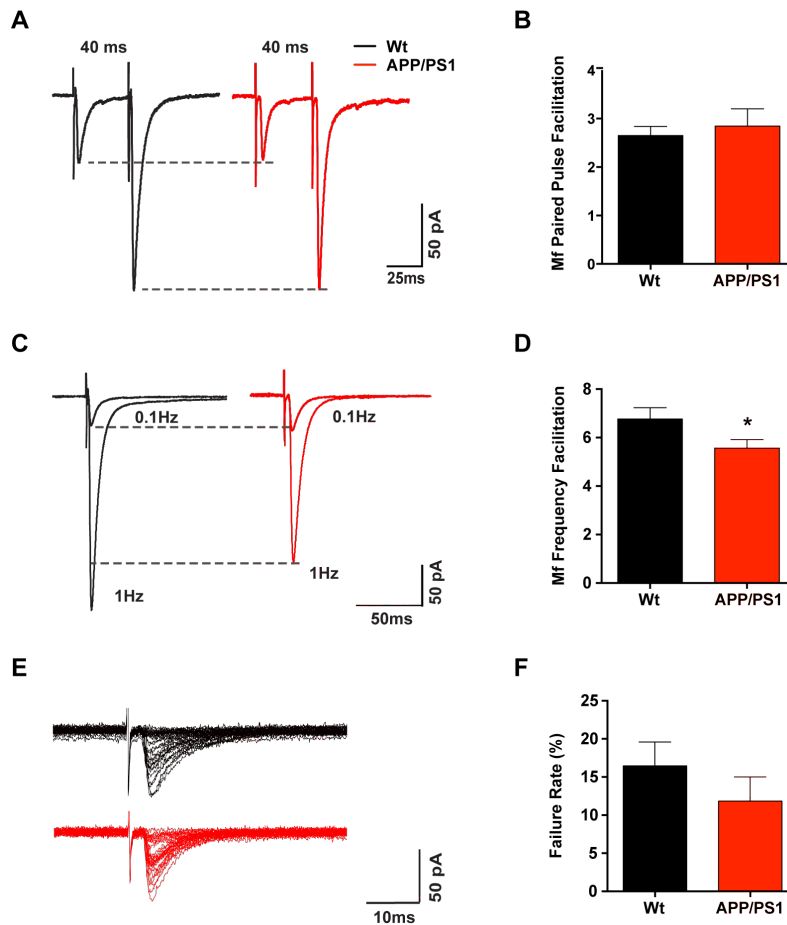 A
40 ms
40 ms
Wt
APP/PS1
50 pA
25ms
B
Mf Paired Pulse Facilitation
4
3
2
1
0
Wt
APP/PS1
C
0.1Hz
0.1Hz
1Hz
1Hz
50 pA
50ms
D
Mf Frequency Facilitation
8
6
4
2
0
*
Wt
APP/PS1
E
50 pA
10ms
F
Failure Rate (%)
25
20
15
10
5
0
Wt
APP/PS1